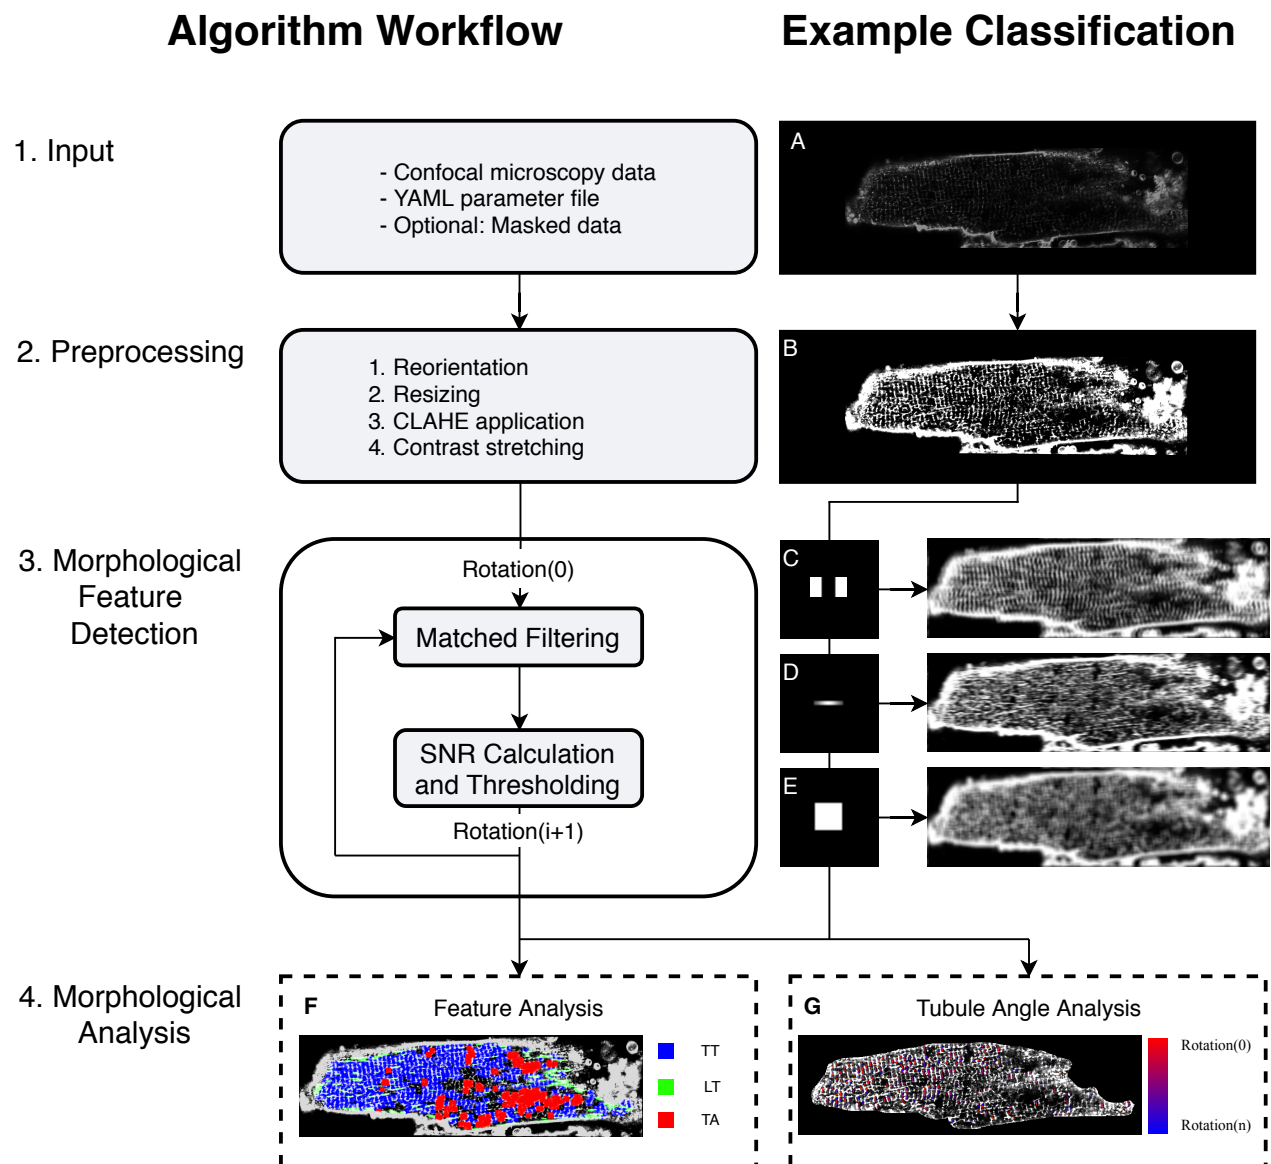 Algorithm Workflow
Example Classification
1. Input
- Confocal microscopy data
- YAML parameter file
- Optional: Masked data
A
2. Preprocessing
1. Reorientation
2. Resizing
3. CLAHE application
4. Contrast stretching
B
3. Morphological
Feature
Detection
Rotation(0)
Matched Filtering
SNR Calculation
and Thresholding
Rotation(i+1)
C
D
E
4. Morphological
Analysis
F
Feature Analysis
TT
LT
TA
G
Tubule Angle Analysis
Rotation(0)
Rotation(n)